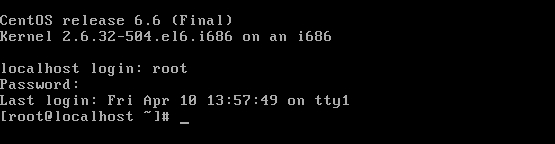 CentOS release 6.6 (Final)
Kernel 2.6.32-504.el6.i686 on an i686
localhost login: root
Password:
Last login: Fri Apr 10 13:57:49 on tty1
[root@localhost ~]# _